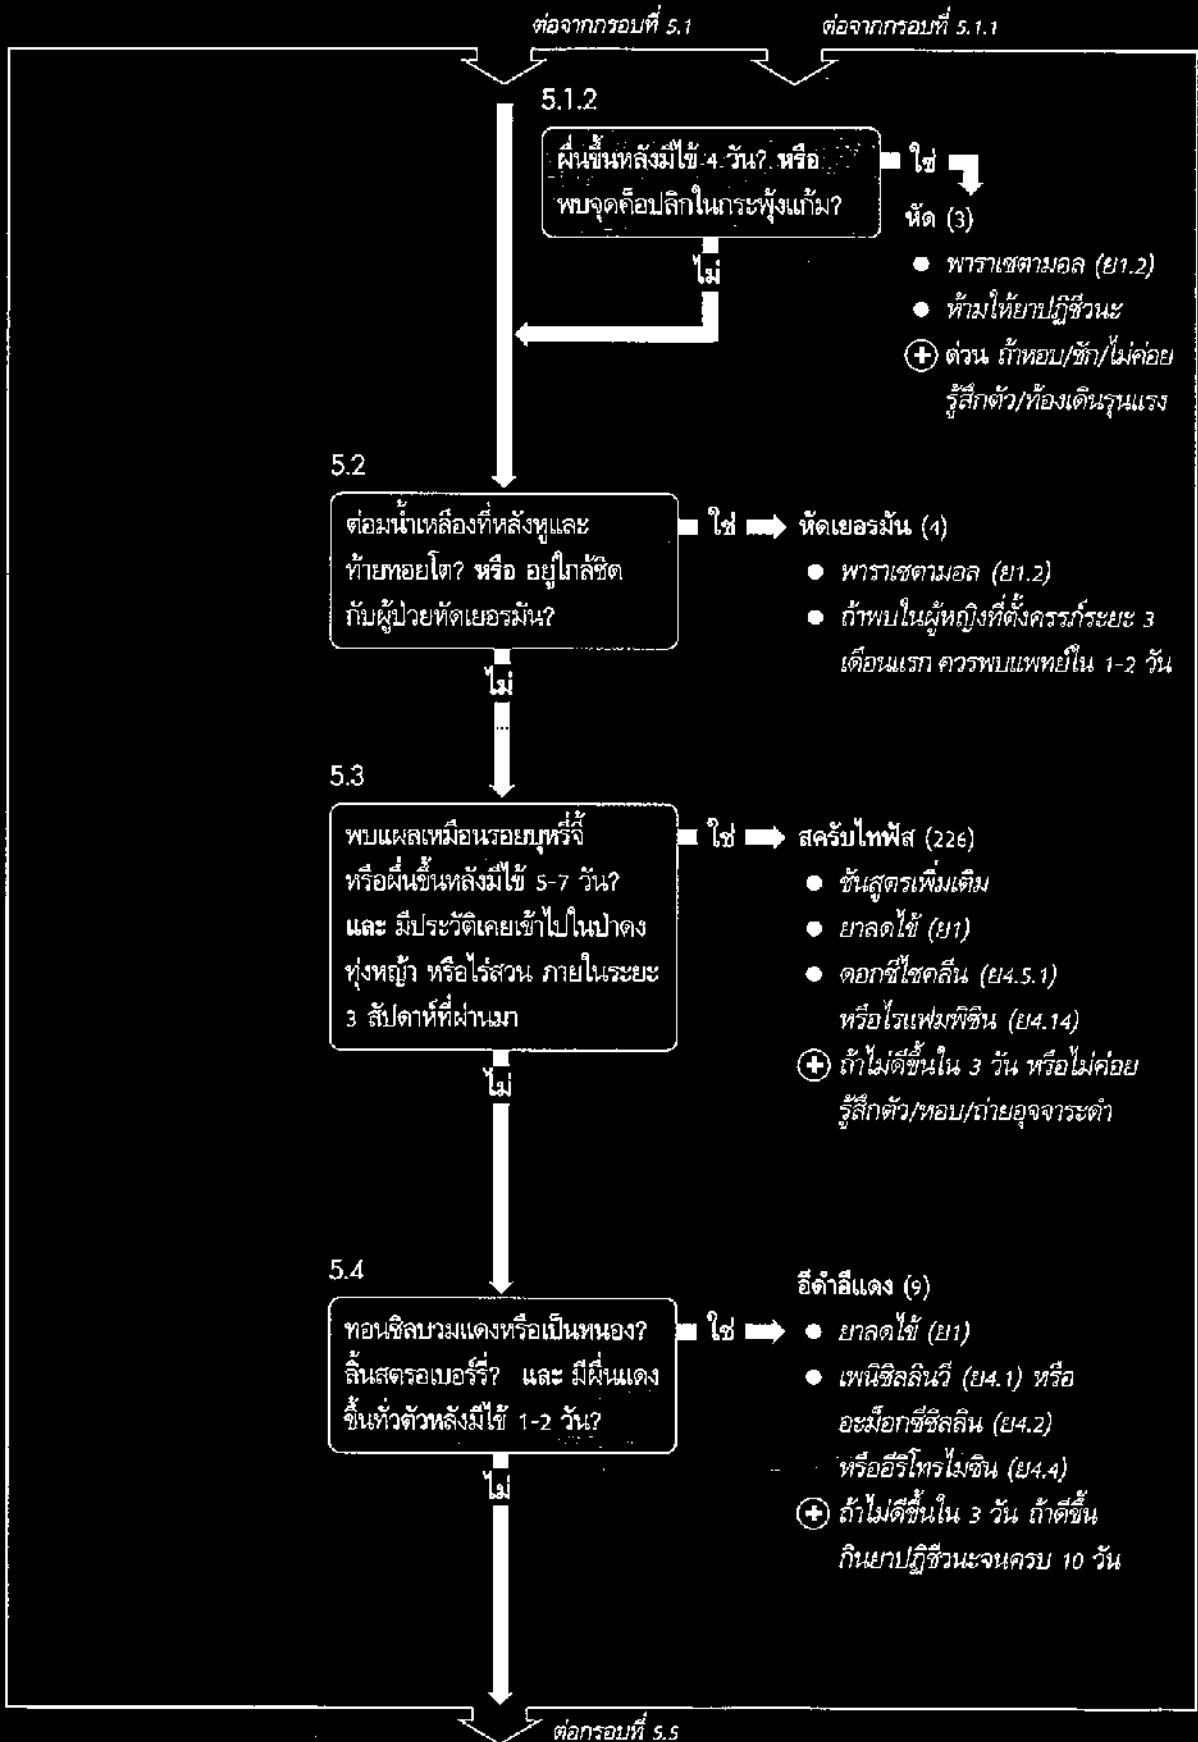 ต่อจากกรอบที่ 5.1
ต่อจากกรอบที่ 5.1.1
5.1.2
ผื่นขึ้นหลังมีไข้ 4 วัน? หรือ
พบจุดค็อปลิกในกระพุ้งแก้ม?
ใช่
หัด (3)
● พาราเซตามอล (ย1.2)
● ห้ามให้ยาปฏิชีวนะ
+ ด่วน ถ้าหอบ/ชัก/ไม่ค่อย
รู้สึกตัว/ท้องเดินรุนแรง
ไม่
5.2
ต่อมน้ำเหลืองที่หลังหูและ
ท้ายทอยโต? หรือ อยู่ใกล้ชิด
กับผู้ป่วยหัดเยอรมัน?
ใช่
หัดเยอรมัน (4)
● พาราเซตามอล (ย1.2)
● ถ้าพบในผู้หญิงที่ตั้งครรภ์ระยะ 3
เดือนแรก ควรพบแพทย์ใน 1-2 วัน
ไม่
5.3
พบแผลเหมือนรอยบุหรี่จี้
หรือผื่นขึ้นหลังมีไข้ 5-7 วัน?
และ มีประวัติเคยเข้าไปในป่าดง
ทุ่งหญ้า หรือไร่สวน ภายในระยะ
3 สัปดาห์ที่ผ่านมา
ใช่
สครับไทฟัส (226)
● ชันสูตรเพิ่มเติม
● ยาลดไข้ (ย1)
● ดอกซีไซคลีน (ย4.5.1)
หรือไรแฟมพิซิน (ย4.14)
+ ถ้าไม่ดีขึ้นใน 3 วัน หรือไม่ค่อย
รู้สึกตัว/หอบ/ถ่ายอุจจาระดำ
ไม่
5.4
ทอนซิลบวมแดงหรือเป็นหนอง?
ลิ้นสตรอเบอร์รี่? และ มีผื่นแดง
ขึ้นทั่วตัวหลังมีไข้ 1-2 วัน?
ใช่
อีดำอีแดง (9)
● ยาลดไข้ (ย1)
● เพนิซิลลินวี (ย4.1) หรือ
อะม็อกซีซิลลิน (ย4.2)
หรืออีริโทรไมซิน (ย4.4)
+ ถ้าไม่ดีขึ้นใน 3 วัน ถ้าดีขึ้น
กินยาปฏิชีวนะจนครบ 10 วัน
ไม่
ต่อกรอบที่ 5.5